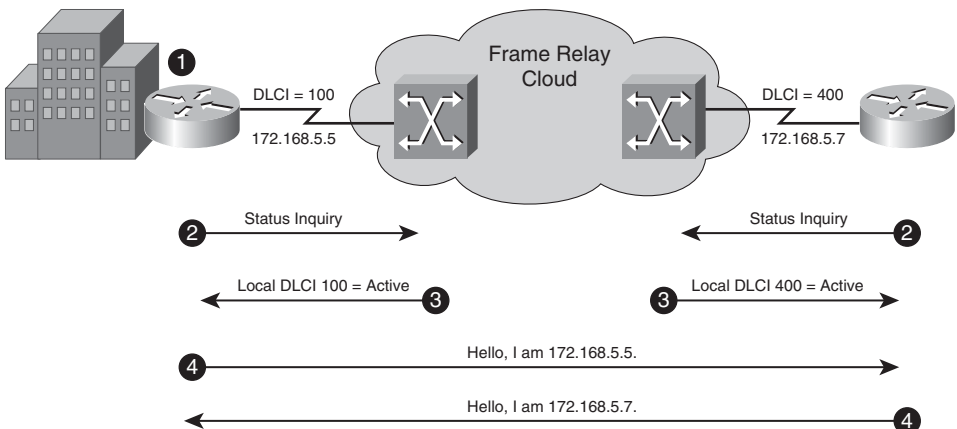 Frame Relay
Cloud
1
DLCI = 100
172.168.5.5
DLCI = 400
172.168.5.7
2
Status Inquiry
Status Inquiry
2
Local DLCI 100 = Active
3
3
Local DLCI 400 = Active
4
Hello, I am 172.168.5.5.
Hello, I am 172.168.5.7.
4